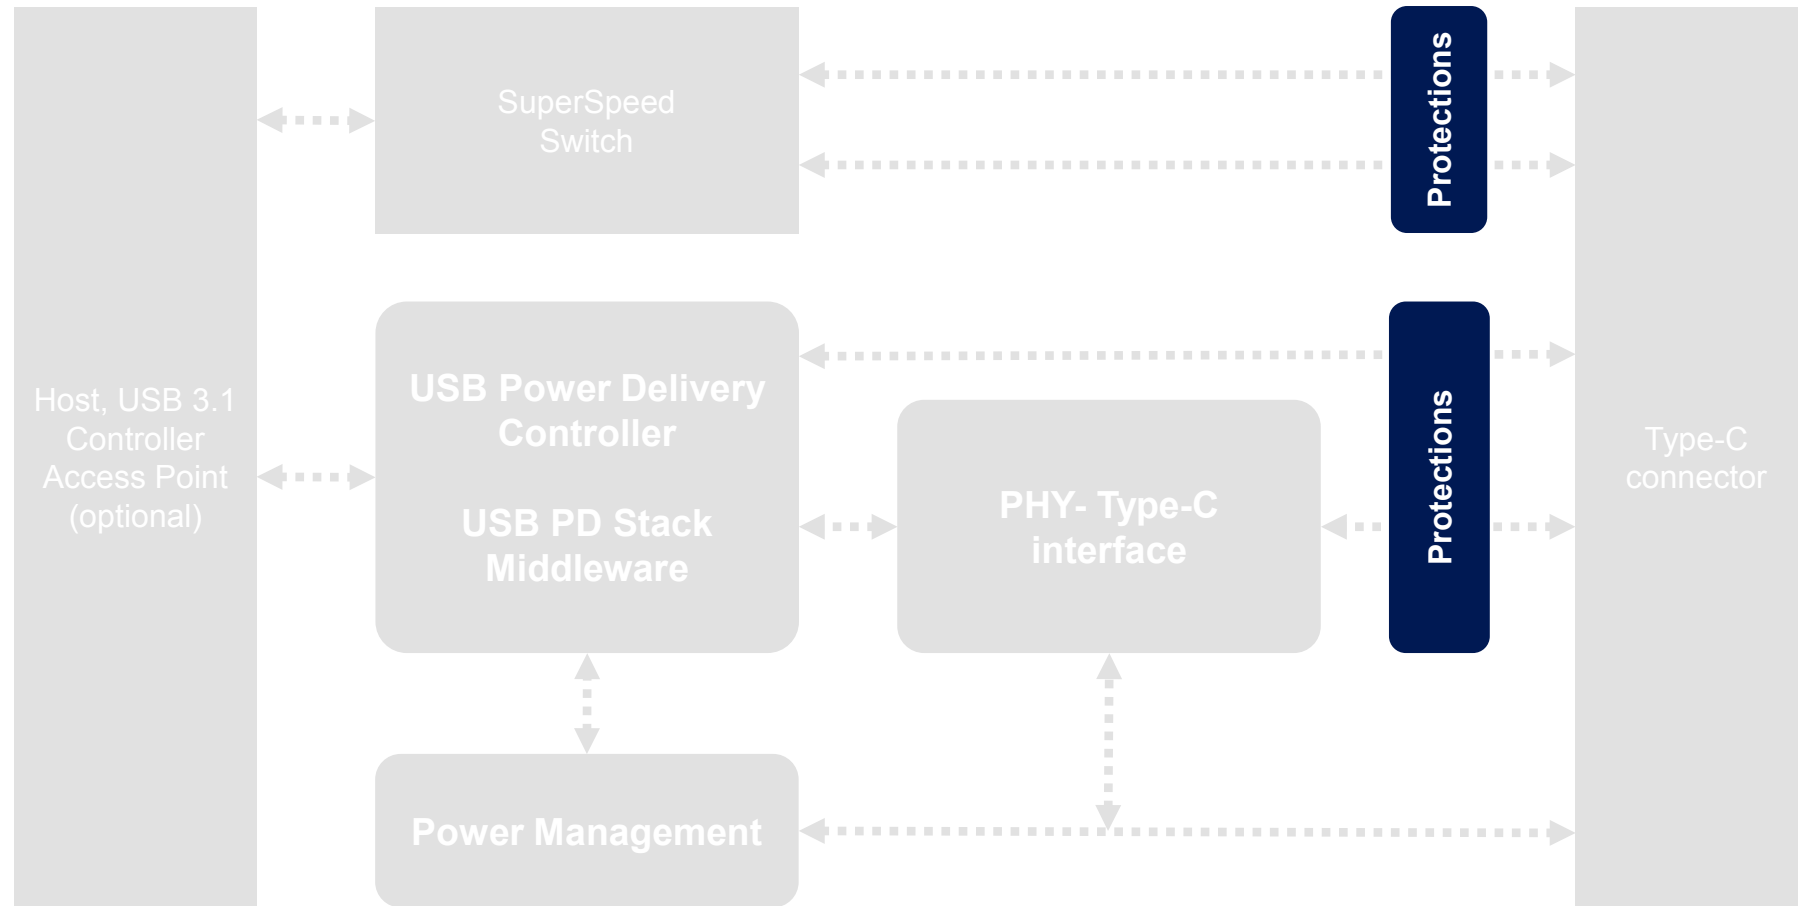 SuperSpeed
Switch
Protections
Host, USB 3.1
Controller
Access Point
(optional)
USB Power Delivery
Controller
USB PD Stack
Middleware
PHY- Type-C
interface
Protections
Type-C
connector
Power Management